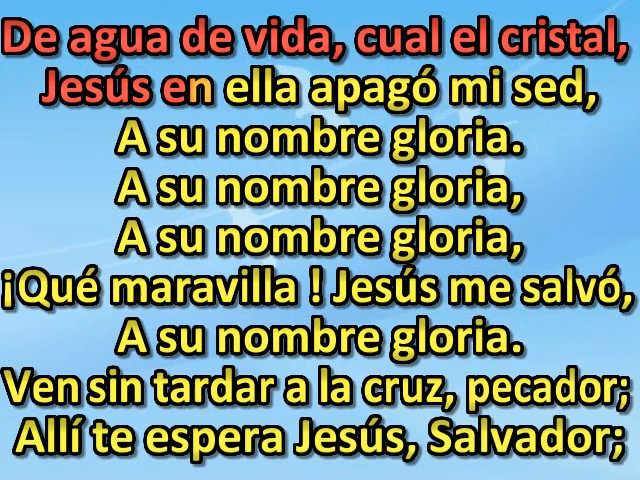 De agua de vida, cual el cristal,
Jesús en ella apagó mi sed,
A su nombre gloria.
A su nombre gloria,
A su nombre gloria,
¡Qué maravilla ! Jesús me salvó,
A su nombre gloria.
Ven sin tardar a la cruz, pecador;
Allí te espera Jesús, Salvador;